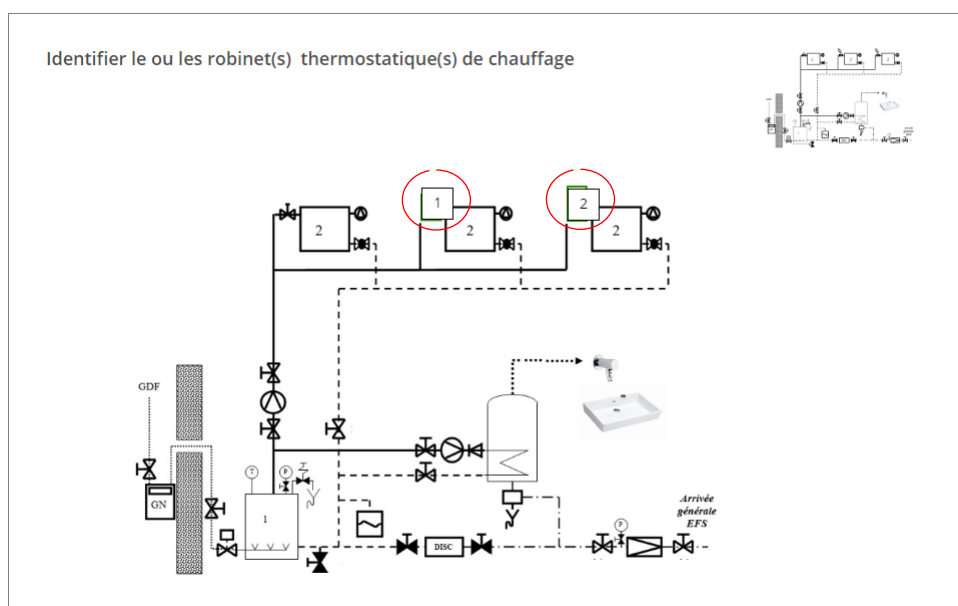 Identifier le ou les robinet(s) thermostatique(s) de chauffage
1
2
2
2
2
GDF
GN
T
P
1
DISC
P
Arrivée
générale
EFS